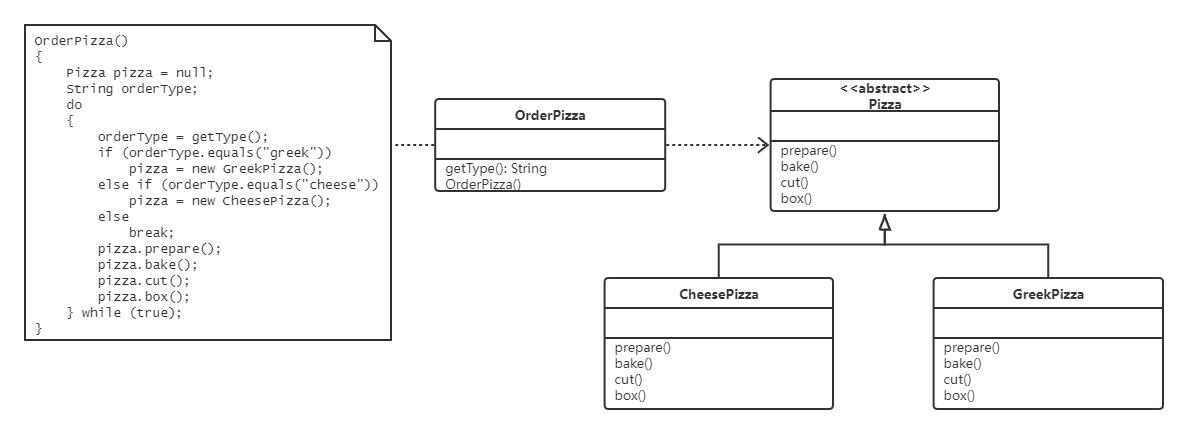 OrderPizza()
{
    Pizza pizza = null;
    String orderType;
    do
    {
        orderType = getType();
        if (orderType.equals("greek"))
            pizza = new GreekPizza();
        else if (orderType.equals("cheese"))
            pizza = new CheesePizza();
        else
            break;
        pizza.prepare();
        pizza.bake();
        pizza.cut();
        pizza.box();
    } while (true);
}
OrderPizza
getType(): String
OrderPizza()
<<abstract>>
Pizza
prepare()
bake()
cut()
box()
CheesePizza
prepare()
bake()
cut()
box()
GreekPizza
prepare()
bake()
cut()
box()